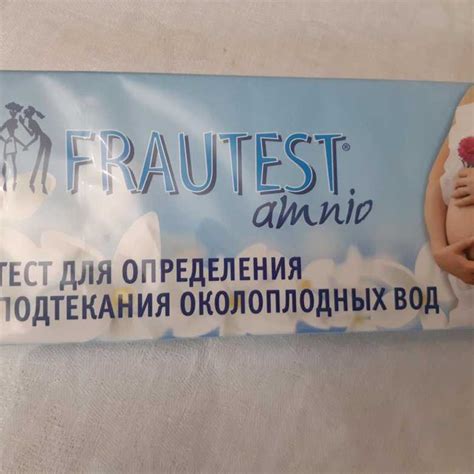 FRAUTEST®
amnio
ТЕСТ ДЛЯ ОПРЕДЕЛЕНИЯ
ПОДТЕКАНИЯ ОКОЛОПЛОДНЫХ ВОД